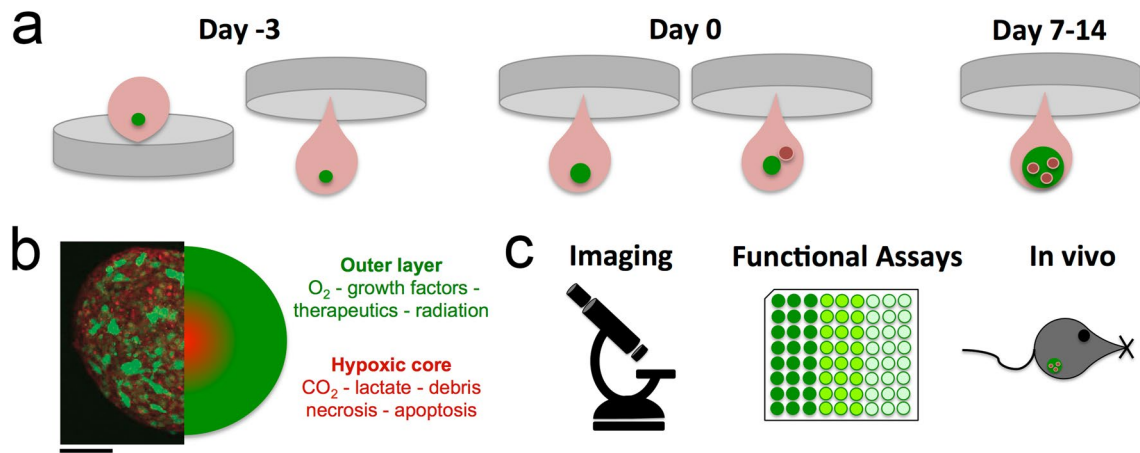 a
Day -3
Day 0
Day 7-14
b
Outer layer
O₂ - growth factors -
therapeutics - radiation
Hypoxic core
CO₂ - lactate - debris
necrosis - apoptosis
c
Imaging
Functional Assays
In vivo